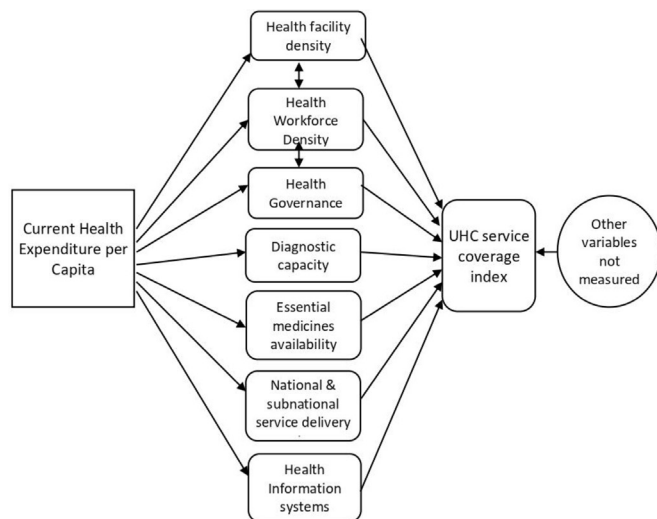 Health facility
density
Health
Workforce
Density
Health
Governance
Current Health
Expenditure per
Capita
Diagnostic
capacity
Essential
medicines
availability
National &
subnational
service delivery
Health
Information
systems
UHC service
coverage
index
Other
variables
not
measured